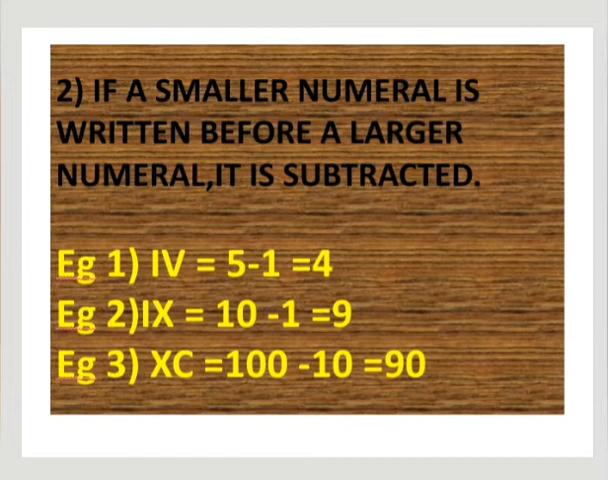 2) IF A SMALLER NUMERAL IS
WRITTEN BEFORE A LARGER
NUMERAL,IT IS SUBTRACTED.
Eg 1) IV = 5-1 =4
Eg 2)IX = 10 -1 =9
Eg 3) XC =100 -10 =90